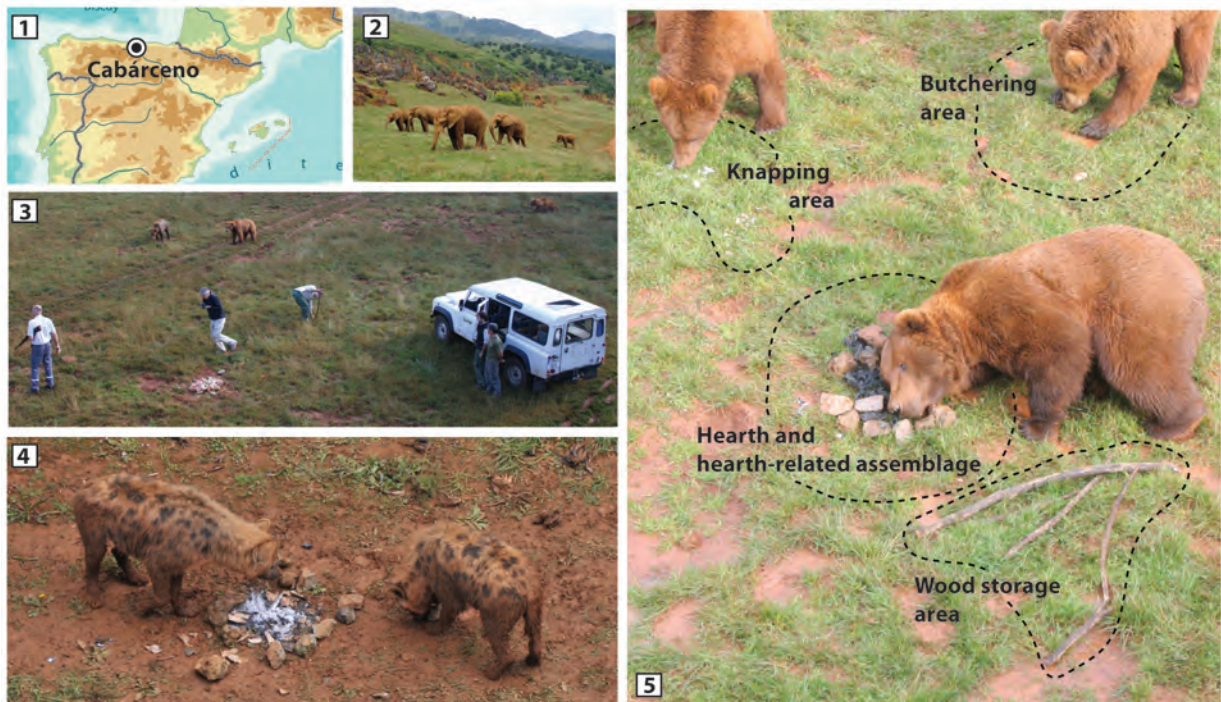 1
Cabárceno
d i t e
2
3
4
5
Butchering
area
Knapping
area
Hearth and
hearth-related assemblage
Wood storage
area